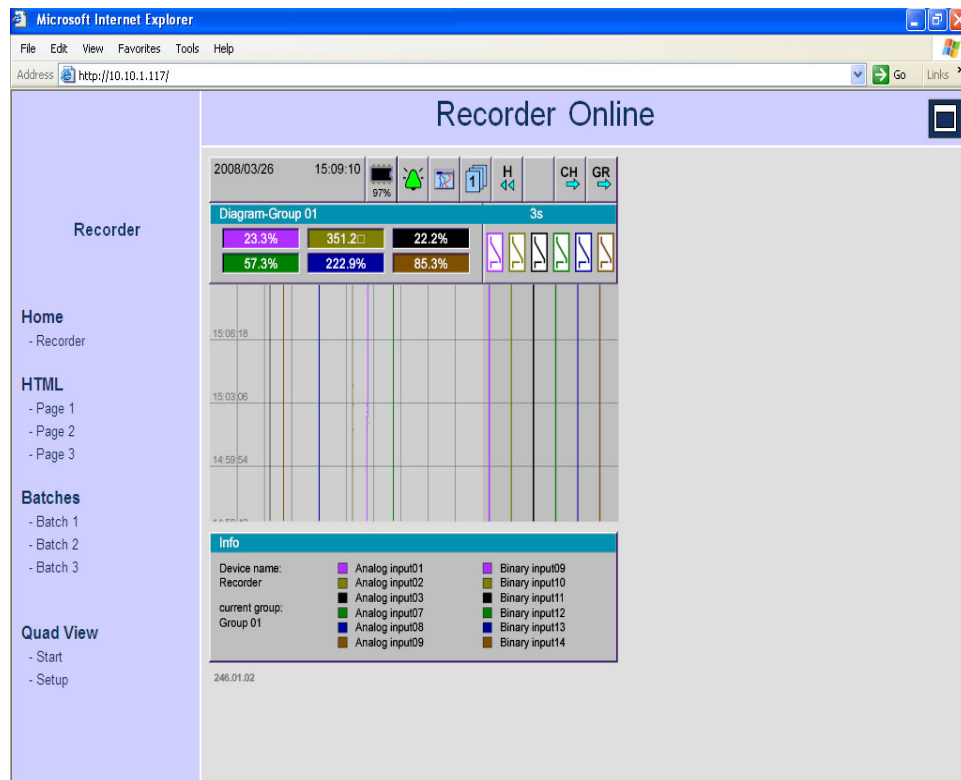 Microsoft Internet Explorer
File Edit View Favorites Tools Help
Address http://10.10.1.117/ Go Links
Recorder Online
Recorder
Home
- Recorder
HTML
- Page 1
- Page 2
- Page 3
Batches
- Batch 1
- Batch 2
- Batch 3
Quad View
- Start
- Setup
2008/03/26 15:09:10 97% 1 H CH GR
Diagram-Group 01 3s
23.3% 351.2□ 22.2%
57.3% 222.9% 85.3%
15:06:18
15:03:06
14:59:54
Info
Device name:
Recorder
current group:
Group 01
Analog input01
Analog input02
Analog input03
Analog input07
Analog input08
Analog input09
Binary input09
Binary input10
Binary input11
Binary input12
Binary input13
Binary input14
246.01.02